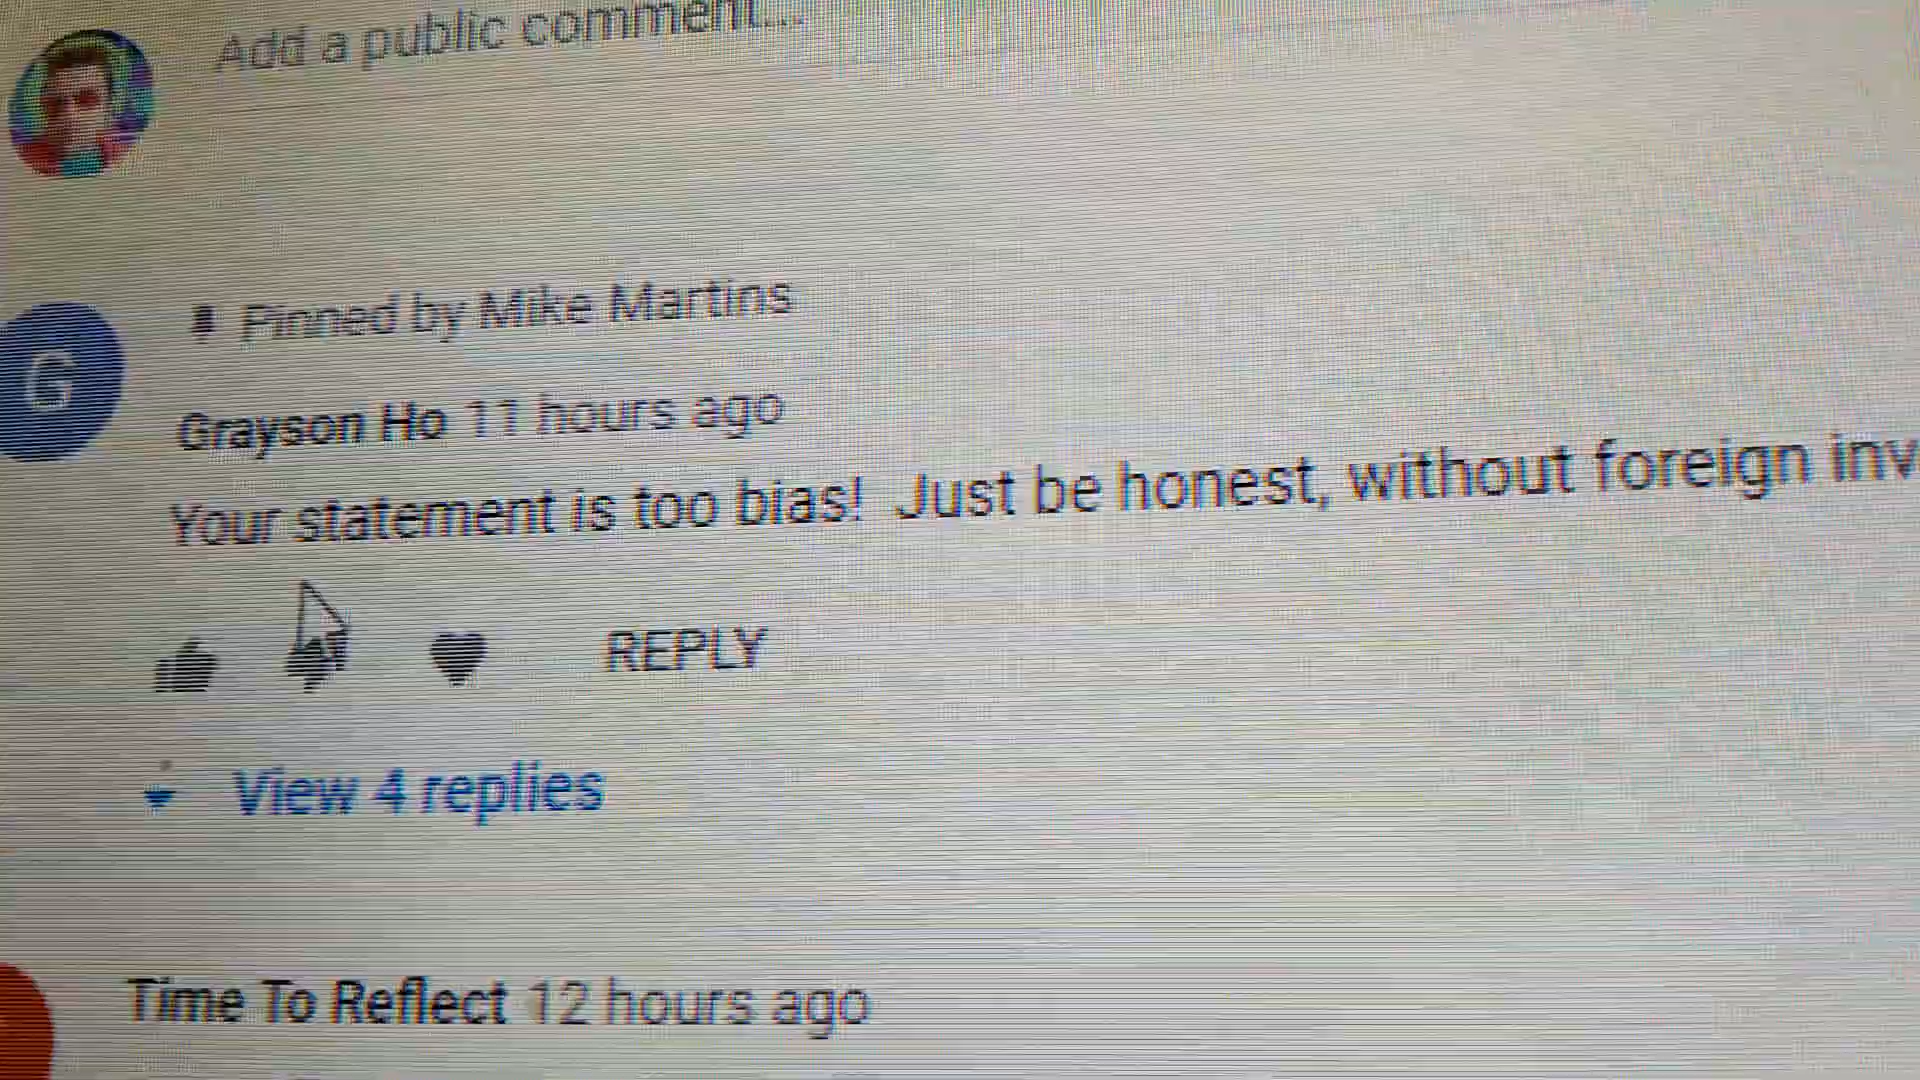 Add a public comment...
Pinned by Mike Martins
G
Grayson Ho 11 hours ago
Your statement is too bias! Just be honest, without foreign inv
REPLY
View 4 replies
Time To Reflect 12 hours ago